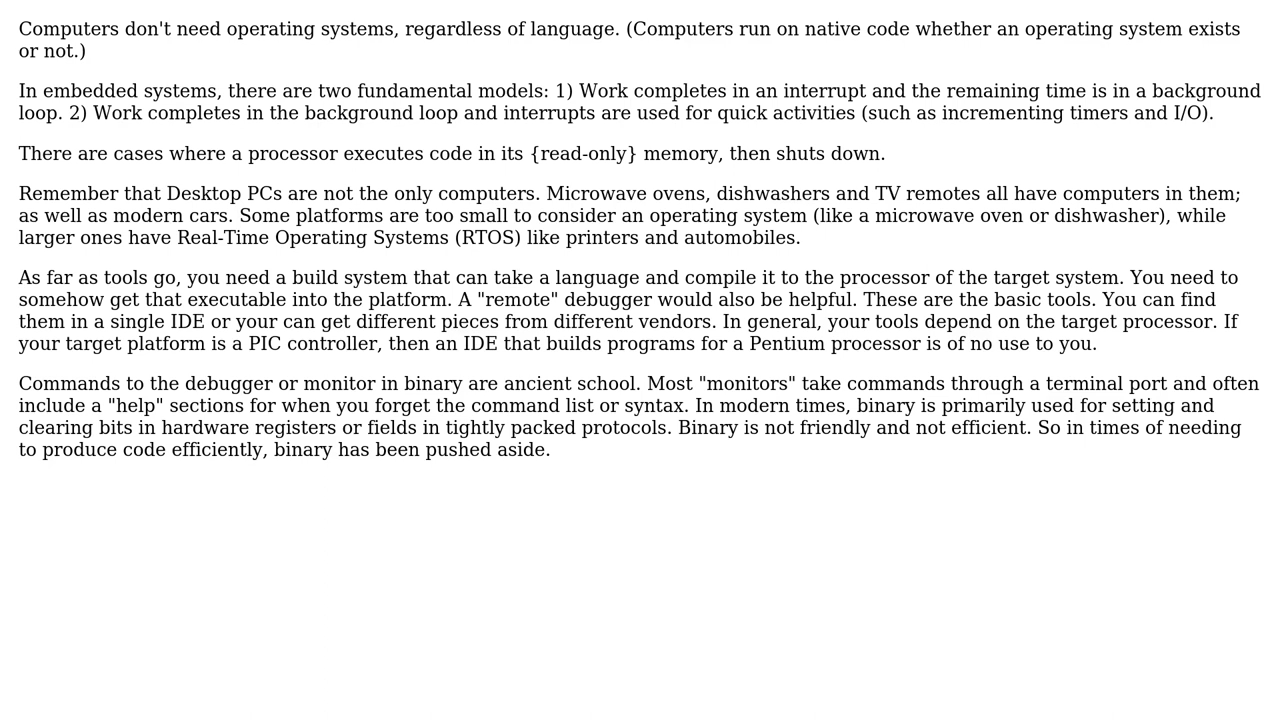 Computers don't need operating systems, regardless of language. (Computers run on native code whether an operating system exists
or not.)
In embedded systems, there are two fundamental models: 1) Work completes in an interrupt and the remaining time is in a background
loop. 2) Work completes in the background loop and interrupts are used for quick activities (such as incrementing timers and I/O).
There are cases where a processor executes code in its {read-only} memory, then shuts down.
Remember that Desktop PCs are not the only computers. Microwave ovens, dishwashers and TV remotes all have computers in them;
as well as modern cars. Some platforms are too small to consider an operating system (like a microwave oven or dishwasher), while
larger ones have Real-Time Operating Systems (RTOS) like printers and automobiles.
As far as tools go, you need a build system that can take a language and compile it to the processor of the target system. You need to
somehow get that executable into the platform. A "remote" debugger would also be helpful. These are the basic tools. You can find
them in a single IDE or your can get different pieces from different vendors. In general, your tools depend on the target processor. If
your target platform is a PIC controller, then an IDE that builds programs for a Pentium processor is of no use to you.
Commands to the debugger or monitor in binary are ancient school. Most "monitors" take commands through a terminal port and often
include a "help" sections for when you forget the command list or syntax. In modern times, binary is primarily used for setting and
clearing bits in hardware registers or fields in tightly packed protocols. Binary is not friendly and not efficient. So in times of needing
to produce code efficiently, binary has been pushed aside.